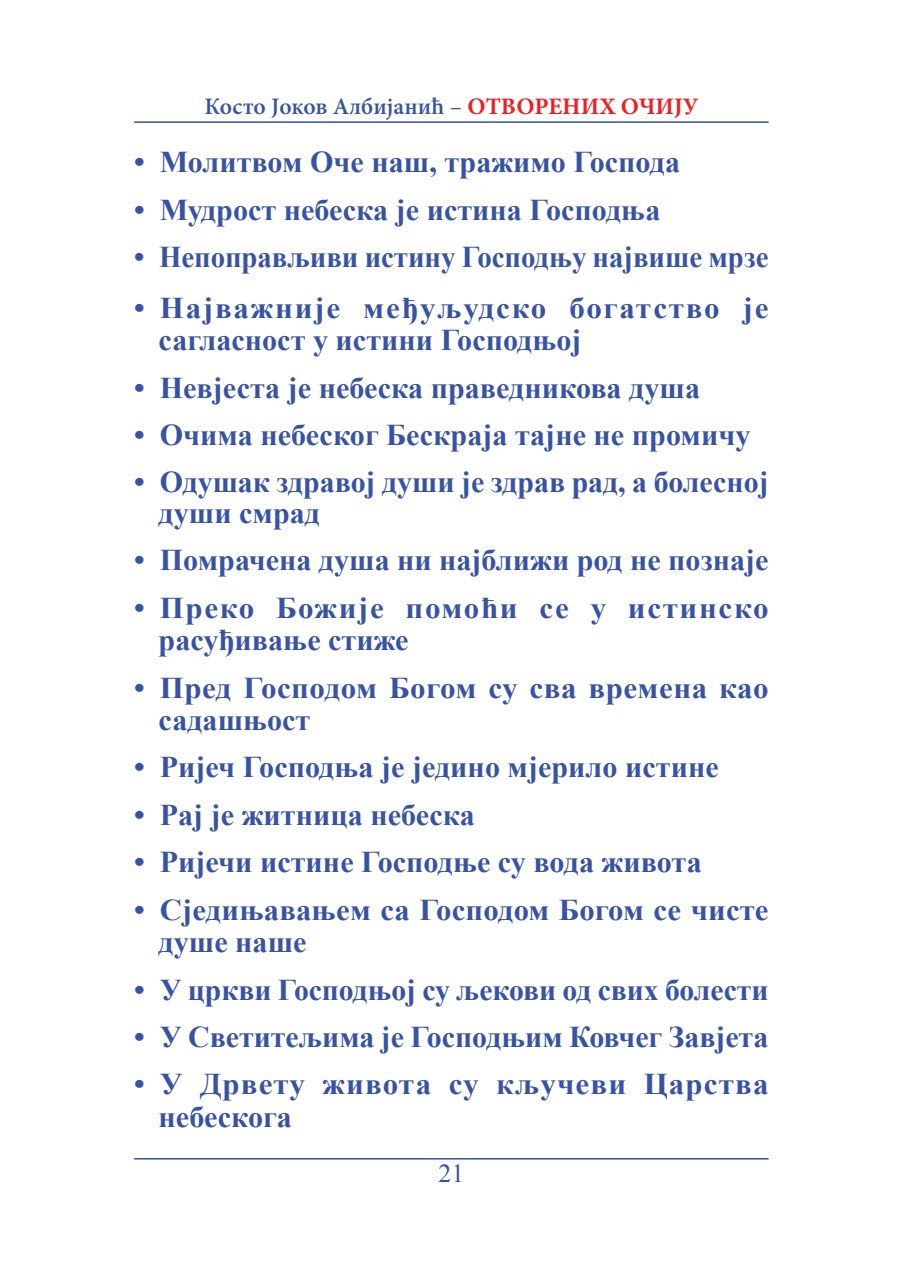 Косто Јоков Албијанић – ОТВОРЕНИХ ОЧИЈУ
• Молитвом Оче наш, тражимо Господа
• Мудрост небеска је истина Господња
• Непоправљиви истину Господњу највише мрзе
• Најважније међуљудско богатство је
сагласност у истини Господњој
• Невјеста је небеска праведникова душа
• Очима небеског Бескраја тајне не промичу
• Одушак здравој души је здрав рад, а болесној
души смрад
• Помрачена душа ни најближи род не познаје
• Преко Божије помоћи се у истинско
расуђивање стиже
• Пред Господом Богом су сва времена као
садашњост
• Ријеч Господња је једино мјерило истине
• Рај је житница небеска
• Ријечи истине Господње су вода живота
• Сједињавањем са Господом Богом се чисте
душе наше
• У цркви Господњој су љекови од свих болести
• У Светитељима је Господњим Ковчег Завјета
• У Дрвету живота су кључеви Царства
небескога
21